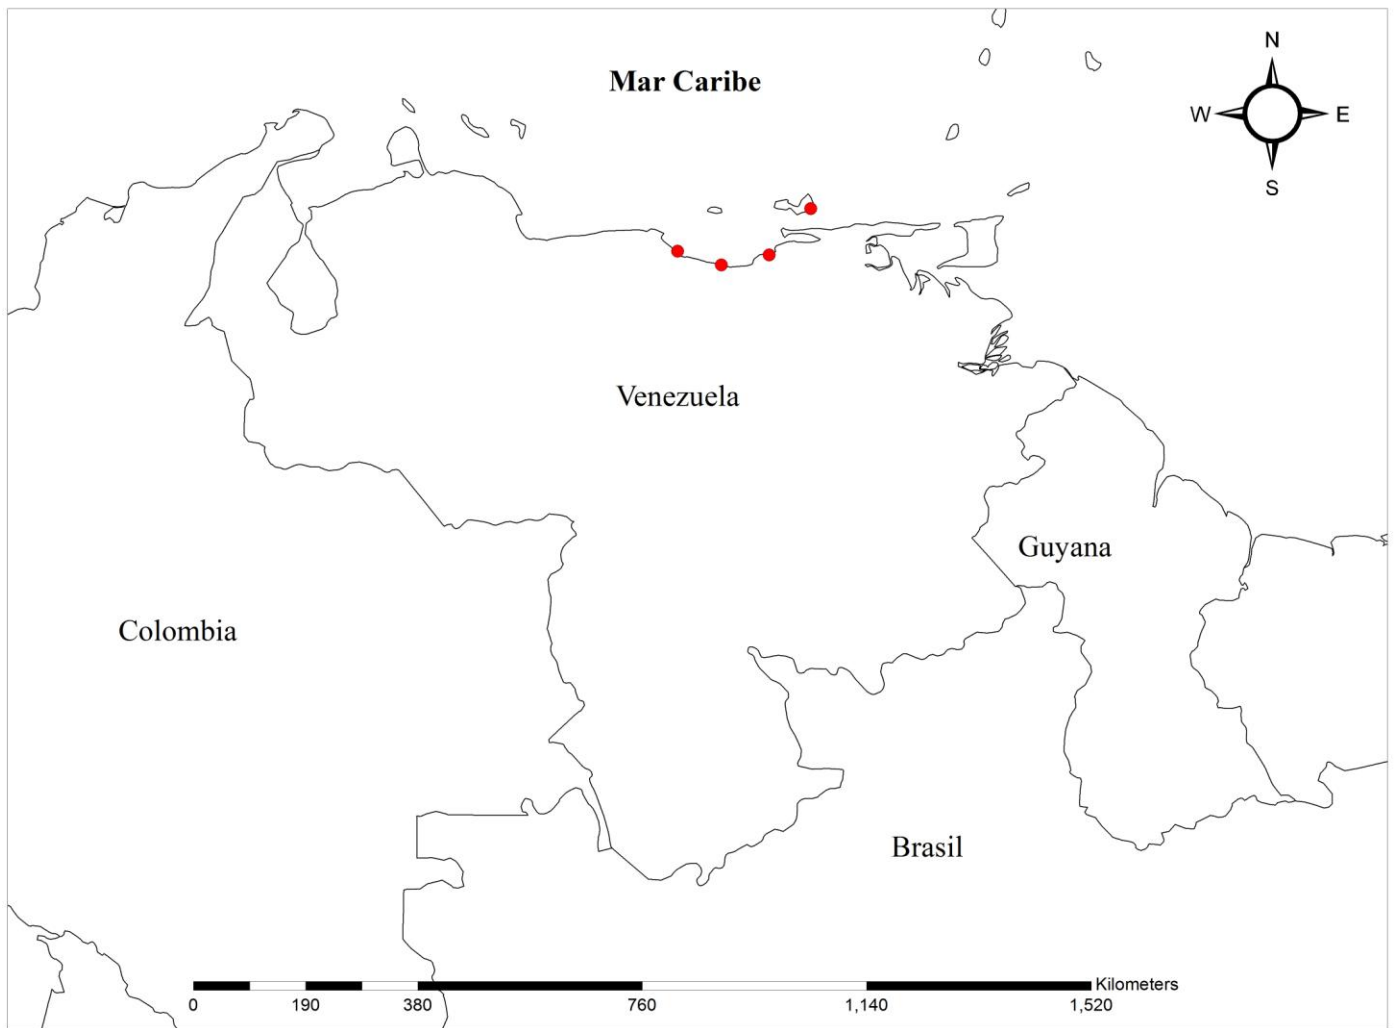 N
Mar Caribe
W E
S
Venezuela
Guyana
Colombia
Brasil
Kilometers
0 190 380 760 1,140 1,520